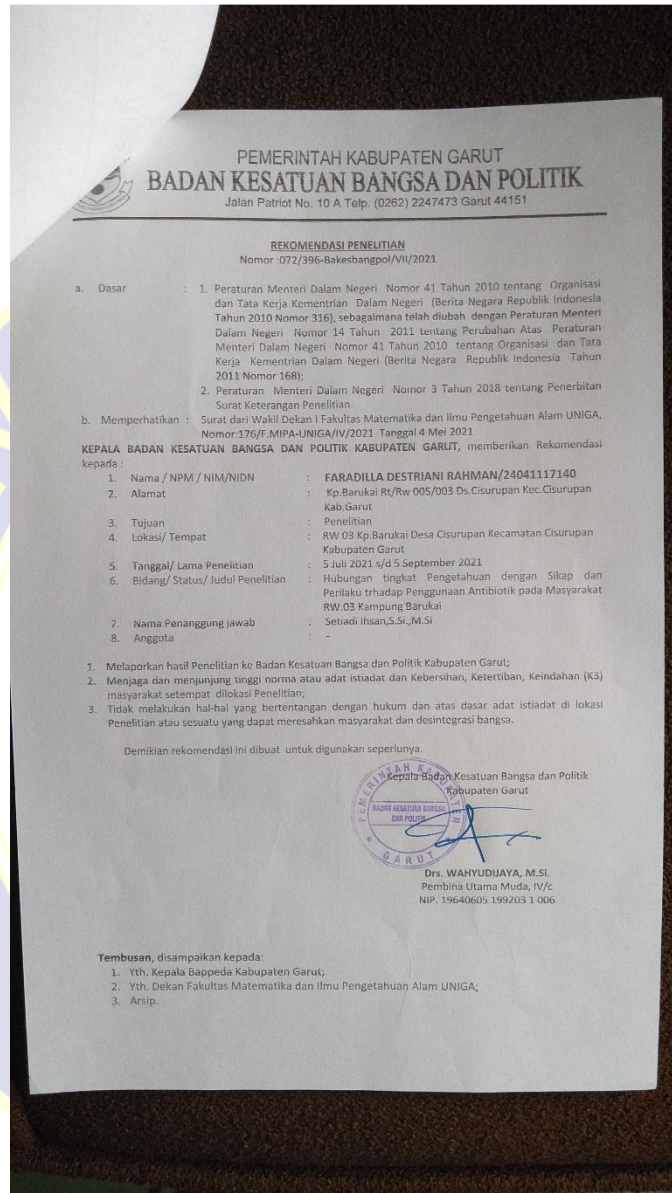 PEMERINTAH KABUPATEN GARUT
BADAN KESATUAN BANGSA DAN POLITIK
Jalan Patriot No. 10 A Telp. (0262) 2247473 Garut 44151
REKOMENDASI PENELITIAN
Nomor :072/396-Bakesbangpol/VII/2021
a. Dasar : 1. Peraturan Menteri Dalam Negeri Nomor 41 Tahun 2010 tentang Organisasi
dan Tata Kerja Kementrian Dalam Negeri (Berita Negara Republik Indonesia
Tahun 2010 Nomor 316), sebagaimana telah diubah dengan Peraturan Menteri
Dalam Negeri Nomor 14 Tahun 2011 tentang Perubahan Atas Peraturan
Menteri Dalam Negeri Nomor 41 Tahun 2010 tentang Organisasi dan Tata
Kerja Kementrian Dalam Negeri (Berita Negara Republik Indonesia Tahun
2011 Nomor 168);
2. Peraturan Menteri Dalam Negeri Nomor 3 Tahun 2018 tentang Penerbitan
Surat Keterangan Penelitian.
b. Memperhatikan : Surat dari Wakil Dekan I Fakultas Matematika dan Ilmu Pengetahuan Alam UNIGA,
Nomor:176/F.MIPA-UNIGA/IV/2021 Tanggal 4 Mei 2021
KEPALA BADAN KESATUAN BANGSA DAN POLITIK KABUPATEN GARUT, memberikan Rekomendasi
kepada :
1. Nama / NPM / NIM/NIDN : FARADILLA DESTRIANI RAHMAN/24041117140
2. Alamat : Kp.Barukai Rt/Rw 005/003 Ds.Cisurupan Kec.Cisurupan
Kab.Garut
3. Tujuan : Penelitian
4. Lokasi/ Tempat : RW 03 Kp.Barukai Desa Cisurupan Kecamatan Cisurupan
Kabupaten Garut
5. Tanggal/ Lama Penelitian : 5 Juli 2021 s/d 5 September 2021
6. Bidang/ Status/ Judul Penelitian : Hubungan tingkat Pengetahuan dengan Sikap dan
Perilaku trhadap Penggunaan Antibiotik pada Masyarakat
RW.03 Kampung Barukai
7. Nama Penanggung jawab : Setiadi Ihsan,S.Si.,M.Si
8. Anggota : -
1. Melaporkan hasil Penelitian ke Badan Kesatuan Bangsa dan Politik Kabupaten Garut;
2. Menjaga dan menjunjung tinggi norma atau adat istiadat dan Kebersihan, Ketertiban, Keindahan (K3)
masyarakat setempat dilokasi Penelitian;
3. Tidak melakukan hal-hal yang bertentangan dengan hukum dan atas dasar adat istiadat di lokasi
Penelitian atau sesuatu yang dapat meresahkan masyarakat dan desintegrasi bangsa.
Demikian rekomendasi ini dibuat untuk digunakan seperlunya.
Kepala Badan Kesatuan Bangsa dan Politik
Kabupaten Garut
PEMERINTAH KABUPATEN
BADAN KESATUAN BANGSA
DAN POLITIK
GARUT
Drs. WAHYUDIJAYA, M.Si.
Pembina Utama Muda, IV/c
NIP. 19640605 199203 1 006
Tembusan, disampaikan kepada:
1. Yth. Kepala Bappeda Kabupaten Garut;
2. Yth. Dekan Fakultas Matematika dan Ilmu Pengetahuan Alam UNIGA;
3. Arsip.